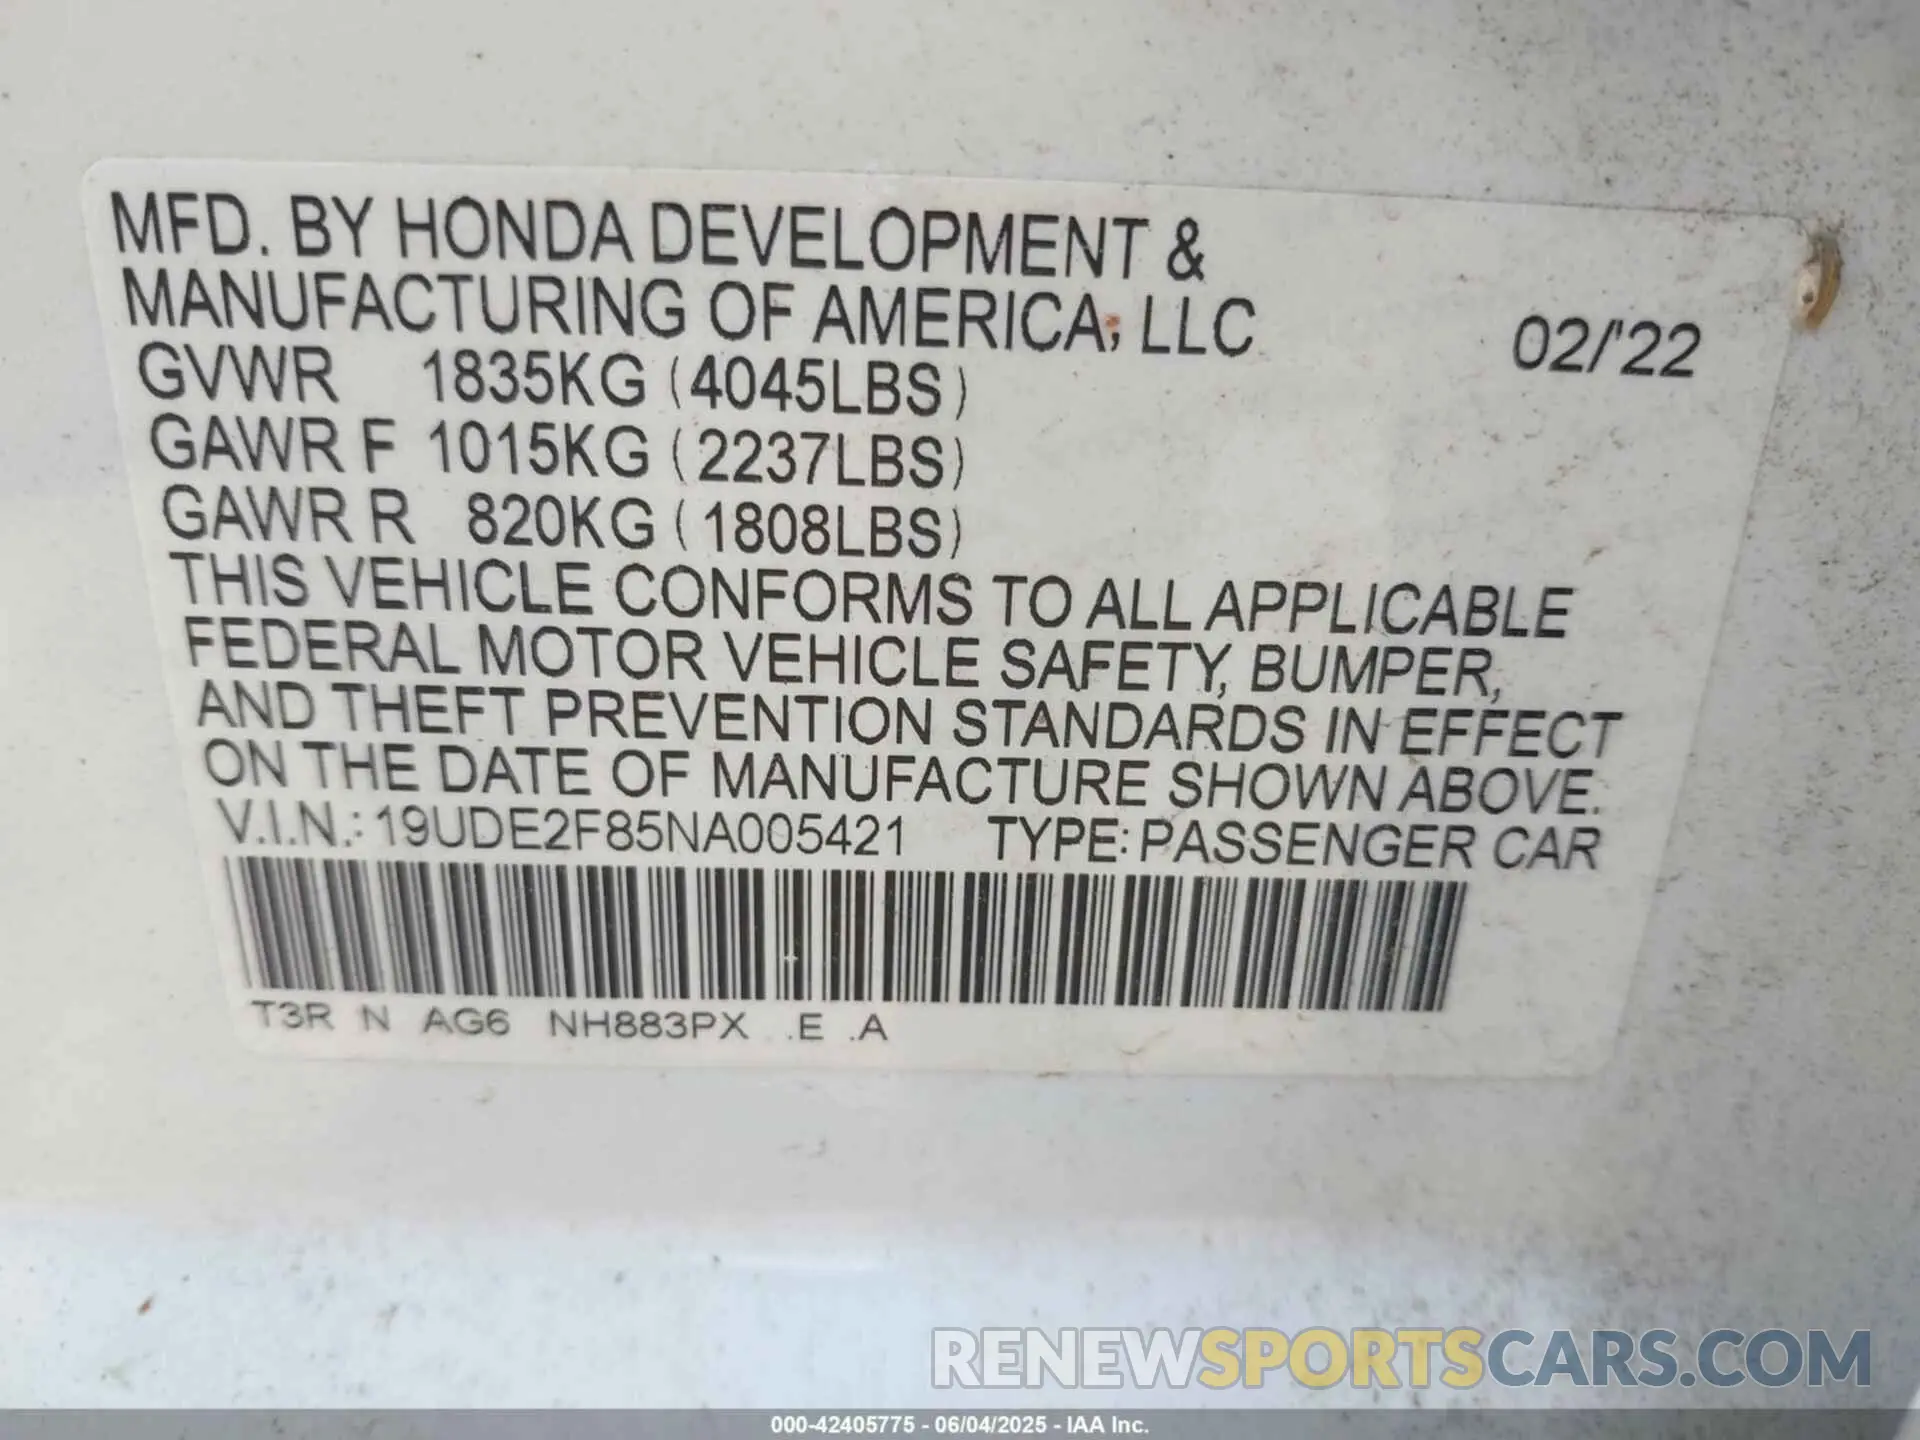 MFD. BY HONDA DEVELOPMENT &
MANUFACTURING OF AMERICA, LLC 02/'22
GVWR 1835KG (4045LBS)
GAWR F 1015KG (2237LBS)
GAWR R 820KG (1808LBS)
THIS VEHICLE CONFORMS TO ALL APPLICABLE
FEDERAL MOTOR VEHICLE SAFETY, BUMPER,
AND THEFT PREVENTION STANDARDS IN EFFECT
ON THE DATE OF MANUFACTURE SHOWN ABOVE.
V.I.N.: 19UDE2F85NA005421 TYPE: PASSENGER CAR
T3R N AG6 NH883PX .E .A
RENEWSPORTSCARS.COM
000-42405775 - 06/04/2025 - IAA Inc.